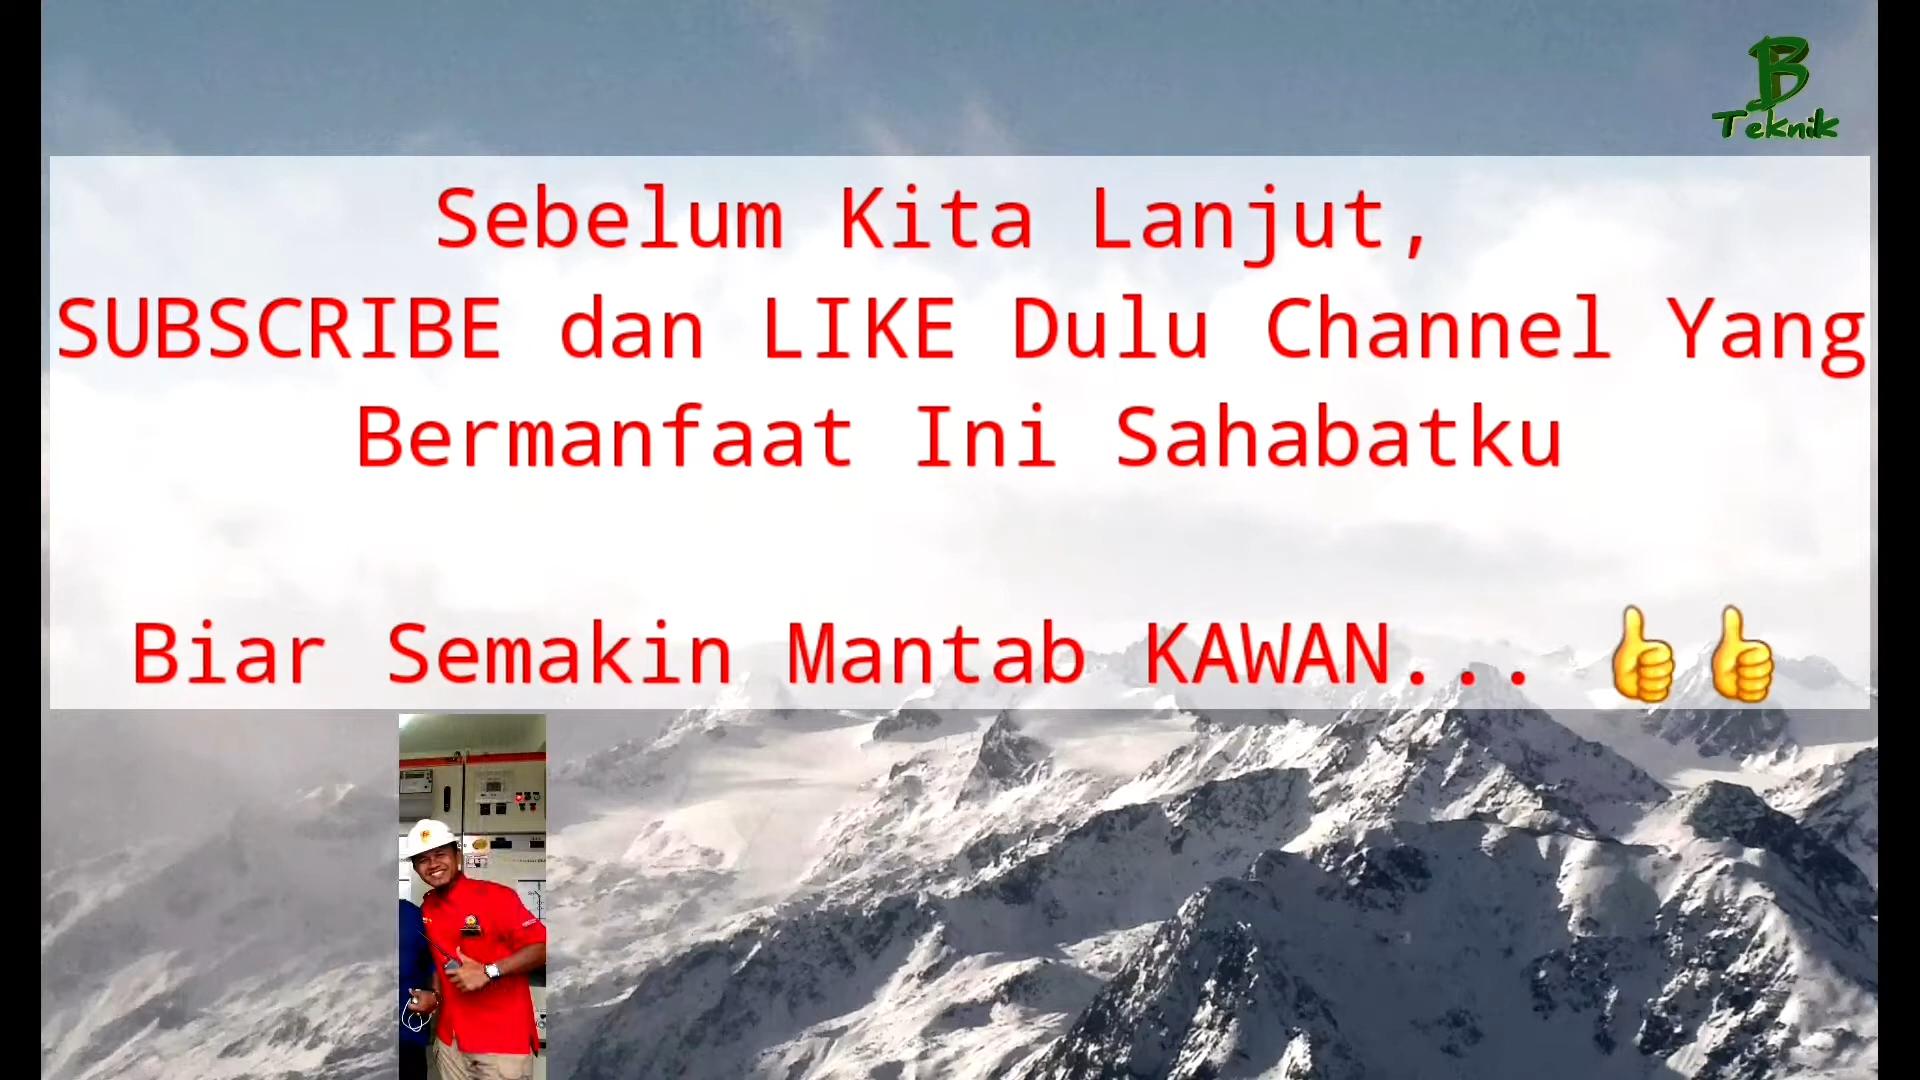 B
Teknik
Sebelum Kita Lanjut,
SUBSCRIBE dan LIKE Dulu Channel Yang
Bermanfaat Ini Sahabatku
Biar Semakin Mantab KAWAN... 👍👍